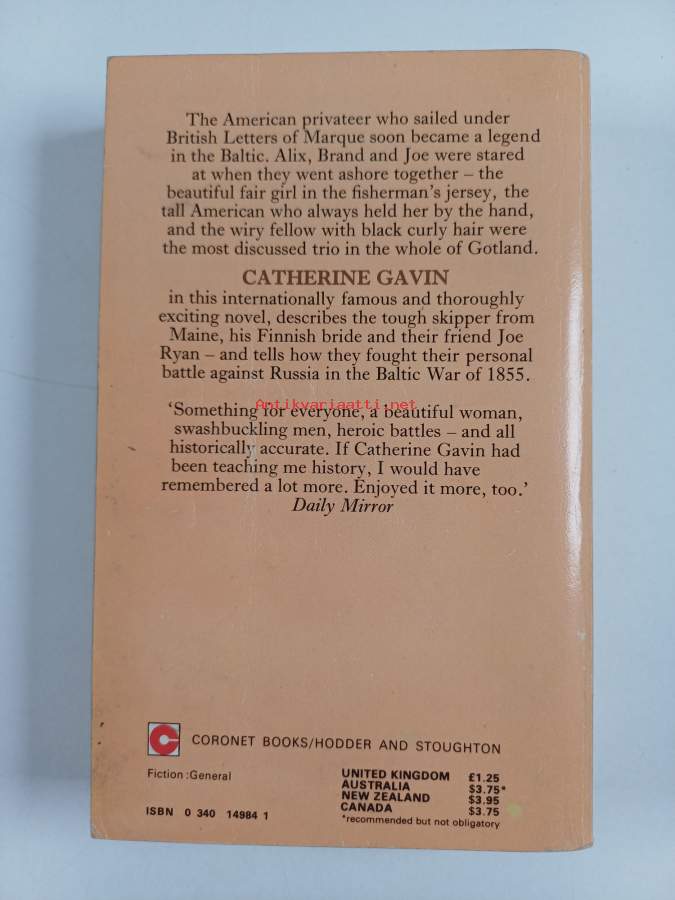 The American privateer who sailed under
British Letters of Marque soon became a legend
in the Baltic. Alix, Brand and Joe were stared
at when they went ashore together – the
beautiful fair girl in the fisherman's jersey, the
tall American who always held her by the hand,
and the wiry fellow with black curly hair were
the most discussed trio in the whole of Gotland.
CATHERINE GAVIN
in this internationally famous and thoroughly
exciting novel, describes the tough skipper from
Maine, his Finnish bride and their friend Joe
Ryan – and tells how they fought their personal
battle against Russia in the Baltic War of 1855.
Antikvariaatti.net
'Something for everyone, a beautiful woman,
swashbuckling men, heroic battles – and all
historically accurate. If Catherine Gavin had
been teaching me history, I would have
remembered a lot more. Enjoyed it more, too.'
Daily Mirror
CORONET BOOKS/HODDER AND STOUGHTON
Fiction :General
UNITED KINGDOM £1.25
AUSTRALIA $3.75*
NEW ZEALAND $3.95
CANADA $3.75
*recommended but not obligatory
ISBN 0 340 14984 1